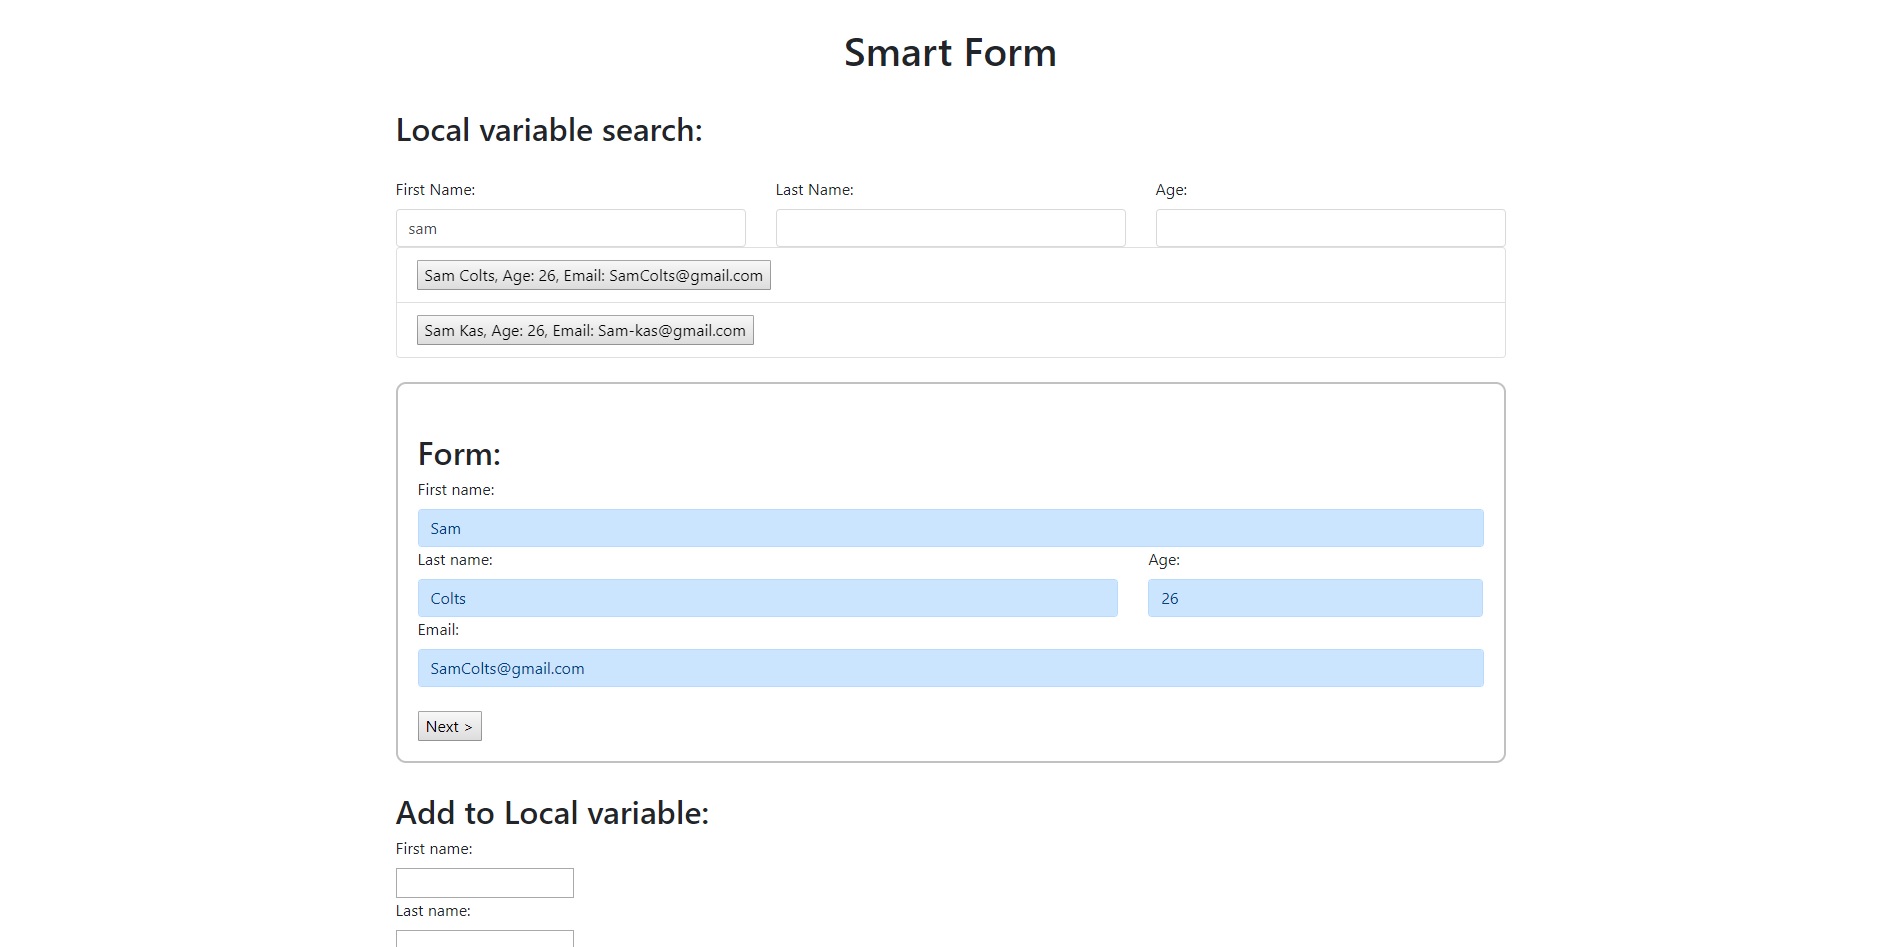 Smart Form
Local variable search:
First Name: Last Name: Age:
sam
Sam Colts, Age: 26, Email: SamColts@gmail.com
Sam Kas, Age: 26, Email: Sam-kas@gmail.com
Form:
First name:
Sam
Last name: Age:
Colts 26
Email:
SamColts@gmail.com
Next >
Add to Local variable:
First name:
Last name: